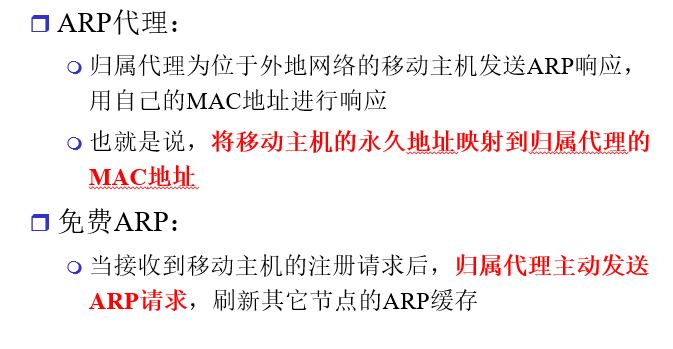 ARP代理：
归属代理为位于外地网络的移动主机发送ARP响应，
用自己的MAC地址进行响应
也就是说，将移动主机的永久地址映射到归属代理的
MAC地址
免费ARP：
当接收到移动主机的注册请求后，归属代理主动发送
ARP请求，刷新其它节点的ARP缓存